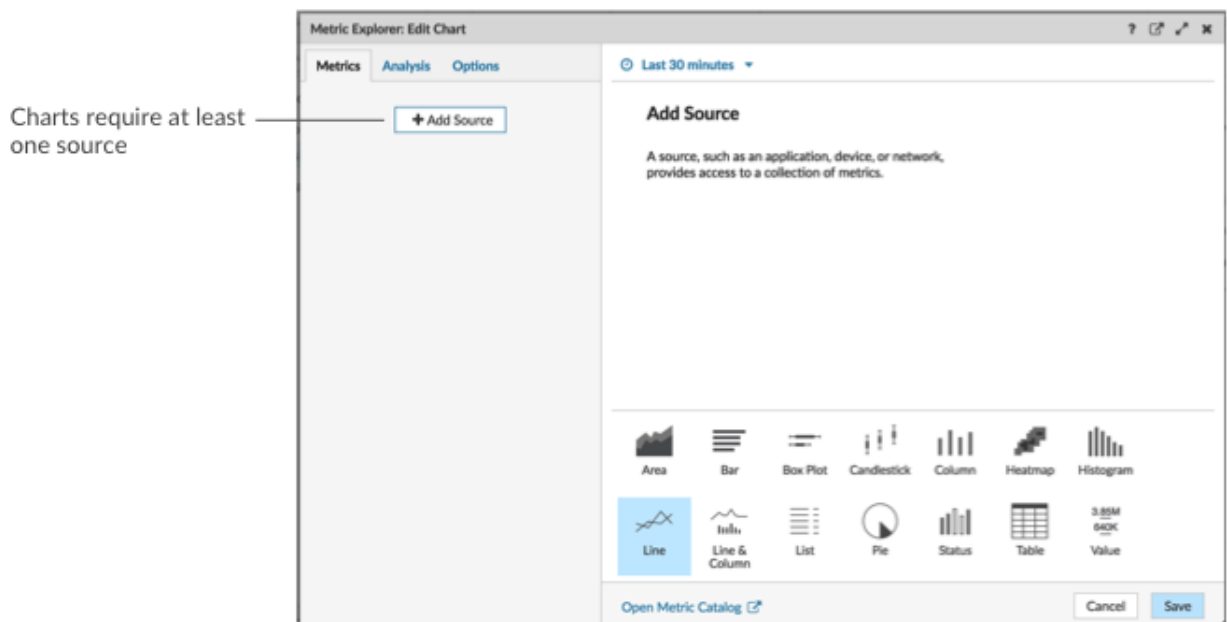 Metric Explorer: Edit Chart
?
Metrics Analysis Options
Last 30 minutes
Charts require at least
one source
+ Add Source
Add Source
A source, such as an application, device, or network,
provides access to a collection of metrics.
Area Bar Box Plot Candlestick Column Heatmap Histogram
3.85M
640K
Line Line & List Pie Status Table Value
Column
Open Metric Catalog
Cancel Save